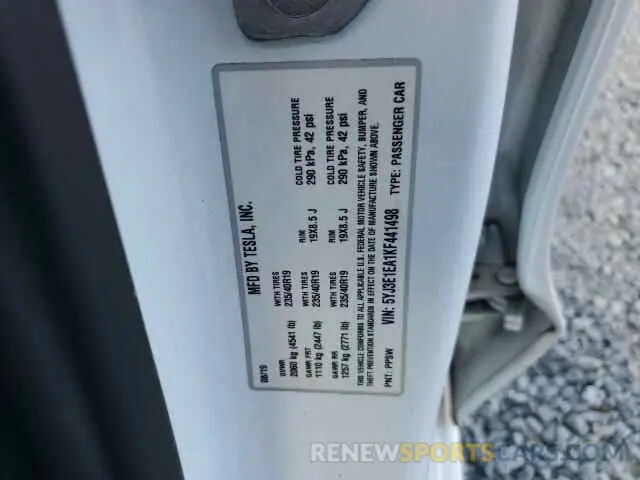 MFD BY TESLA, INC.
08/19
GVWR
2060 kg (4541 lb)
WITH TIRES
235/40R19
GAWR FRT
1110 kg (2447 lb)
WITH TIRES
235/40R19
RIM
19X8.5 J
COLD TIRE PRESSURE
290 kPa, 42 psi
GAWR RR
1257 kg (2771 lb)
WITH TIRES
235/40R19
RIM
19X8.5 J
COLD TIRE PRESSURE
290 kPa, 42 psi
THIS VEHICLE CONFORMS TO ALL APPLICABLE U.S. FEDERAL MOTOR VEHICLE SAFETY, BUMPER, AND
THEFT PREVENTION STANDARDS IN EFFECT ON THE DATE OF MANUFACTURE SHOWN ABOVE.
PNT: PPSW VIN: 5YJ3E1EA1KF441498 TYPE: PASSENGER CAR
RENEWSPORTCARS.COM